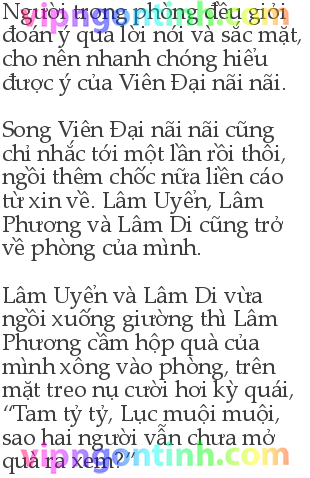 Người trong phòng đều giỏi
vipngontinh.com
đoán ý qua lời nói và sắc mặt,
cho nên nhanh chóng hiểu
được ý của Viên Đại nãi nãi.
Song Viên Đại nãi nãi cũng
chỉ nhắc tới một lần rồi thôi,
ngồi thêm chốc nữa liền cáo
từ xin về. Lâm Uyển, Lâm
Phương và Lâm Di cũng trở
về phòng của mình.
Lâm Uyển và Lâm Di vừa
ngồi xuống giường thì Lâm
Phương cầm hộp quà của
mình xông vào phòng, trên
mặt treo nụ cười hơi kỳ quái,
“Tam tỷ tỷ, Lục muội muội,
sao hai người vẫn chưa mở
quà ra xem?”
vipngontinh.com